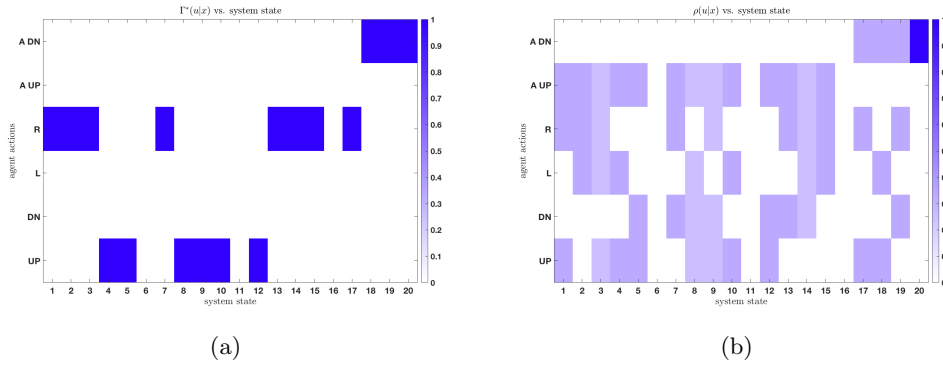 Γ*(u|x) vs. system state
1
A DN
0.9
0.8
A UP
0.7
0.6
R
0.5
agent actions
L
0.4
0.3
DN
0.2
0.1
UP
0
1 2 3 4 5 6 7 8 9 10 11 12 13 14 15 16 17 18 19 20
system state
(a)
ρ(u|x) vs. system state
A DN
A UP
R
agent actions
L
DN
UP
1 2 3 4 5 6 7 8 9 10 11 12 13 14 15 16 17 18 19 20
system state
(b)